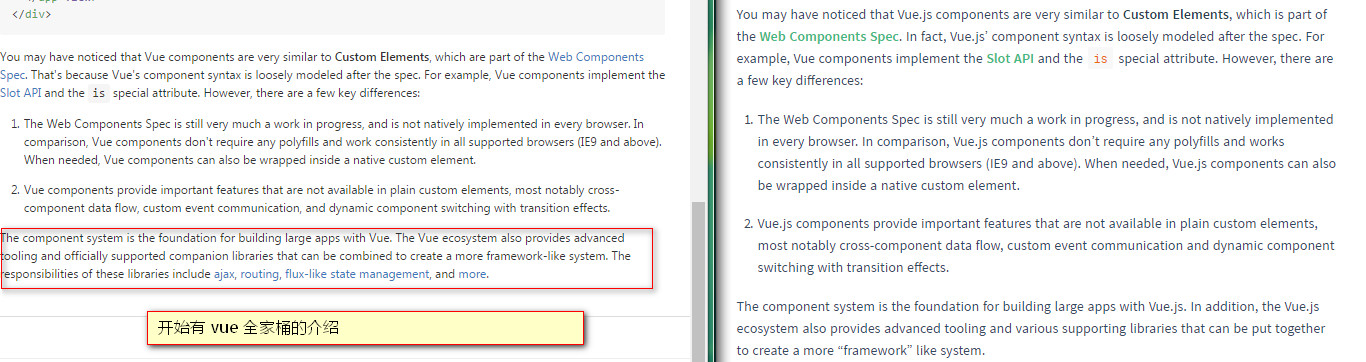 </app-view>
</div>
You may have noticed that Vue components are very similar to Custom Elements, which are part of the Web Components
Spec. That's because Vue's component syntax is loosely modeled after the spec. For example, Vue components implement the
Slot API and the is special attribute. However, there are a few key differences:
1. The Web Components Spec is still very much a work in progress, and is not natively implemented in every browser. In
comparison, Vue components don't require any polyfills and work consistently in all supported browsers (IE9 and above).
When needed, Vue components can also be wrapped inside a native custom element.
2. Vue components provide important features that are not available in plain custom elements, most notably cross-
component data flow, custom event communication, and dynamic component switching with transition effects.
The component system is the foundation for building large apps with Vue. The Vue ecosystem also provides advanced
tooling and officially supported companion libraries that can be combined to create a more framework-like system. The
responsibilities of these libraries include ajax, routing, flux-like state management, and more.
开始有 vue 全家桶的介绍
You may have noticed that Vue.js components are very similar to Custom Elements, which is part of
the Web Components Spec. In fact, Vue.js' component syntax is loosely modeled after the spec. For
example, Vue components implement the Slot API and the is special attribute. However, there are
a few key differences:
1. The Web Components Spec is still very much a work in progress, and is not natively implemented
in every browser. In comparison, Vue.js components don't require any polyfills and works
consistently in all supported browsers (IE9 and above). When needed, Vue.js components can also
be wrapped inside a native custom element.
2. Vue.js components provide important features that are not available in plain custom elements,
most notably cross-component data flow, custom event communication and dynamic component
switching with transition effects.
The component system is the foundation for building large apps with Vue.js. In addition, the Vue.js
ecosystem also provides advanced tooling and various supporting libraries that can be put together
to create a more “framework” like system.